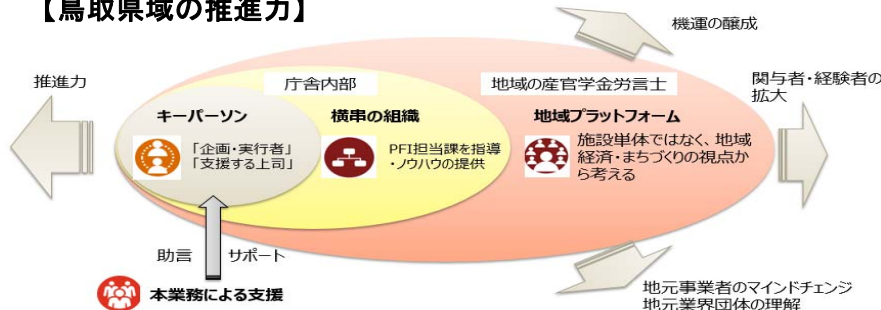 【鳥取県域の推進力】
機運の醸成
推進力
庁舎内部
地域の産官学金労言士
関与者・経験者の
拡大
キーパーソン
横串の組織
地域プラットフォーム
「企画・実行者」
「支援する上司」
PFI担当課を指導
・ノウハウの提供
施設単体ではなく、地域
経済・まちづくりの視点か
ら考える
助言
サポート
本業務による支援
地元事業者のマインドチェンジ
地元業界団体の理解